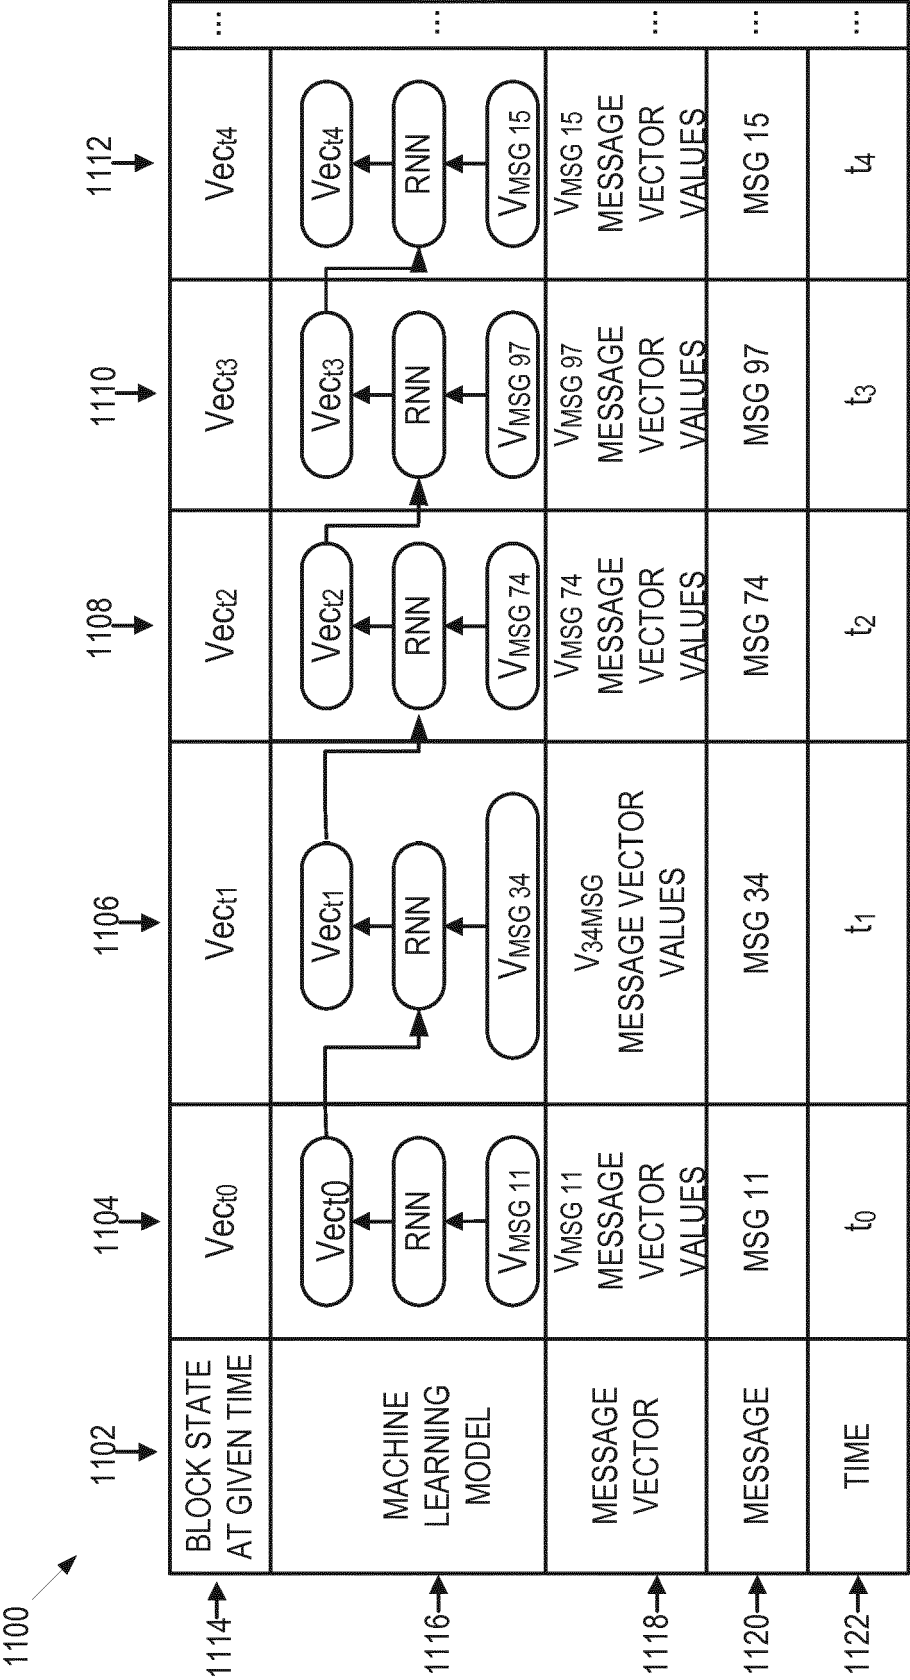 1100
1102
1104
1106
1108
1110
1112
1114
BLOCK STATE
AT GIVEN TIME
Vect0
Vect1
Vect2
Vect3
Vect4
...
1116
MACHINE
LEARNING
MODEL
Vect0
RNN
VMSG 11
Vect1
RNN
VMSG 34
Vect2
RNN
VMSG 74
Vect3
RNN
VMSG 97
Vect4
RNN
VMSG 15
...
1118
MESSAGE
VECTOR
VMSG 11
MESSAGE
VECTOR
VALUES
V34MSG
MESSAGE VECTOR
VALUES
VMSG 74
MESSAGE
VECTOR
VALUES
VMSG 97
MESSAGE
VECTOR
VALUES
VMSG 15
MESSAGE
VECTOR
VALUES
...
1120
MESSAGE
MSG 11
MSG 34
MSG 74
MSG 97
MSG 15
...
1122
TIME
t0
t1
t2
t3
t4
...